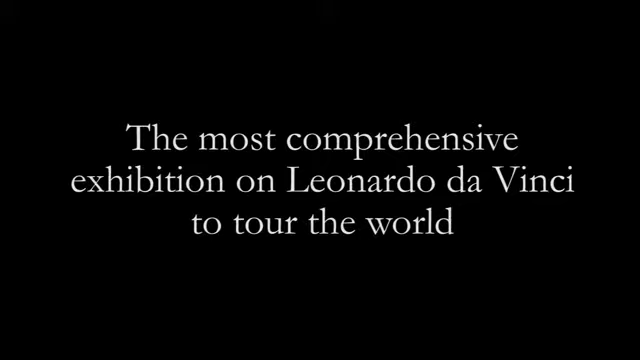 The most comprehensive
exhibition on Leonardo da Vinci
to tour the world